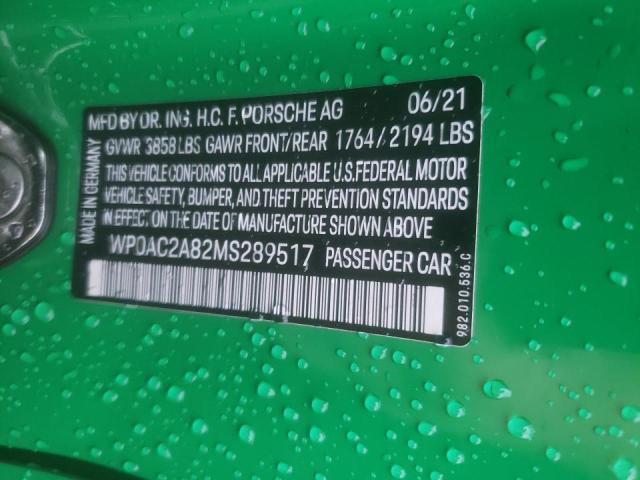 MFD BY DR. ING. H.C. F. PORSCHE AG 06/21
GVWR 3858 LBS GAWR FRONT/REAR 1764/2194 LBS
THIS VEHICLE CONFORMS TO ALL APPLICABLE U.S. FEDERAL MOTOR
VEHICLE SAFETY, BUMPER, AND THEFT PREVENTION STANDARDS
IN EFFECT ON THE DATE OF MANUFACTURE SHOWN ABOVE
WP0AC2A82MS289517 PASSENGER CAR
MADE IN GERMANY
982.010.536.C